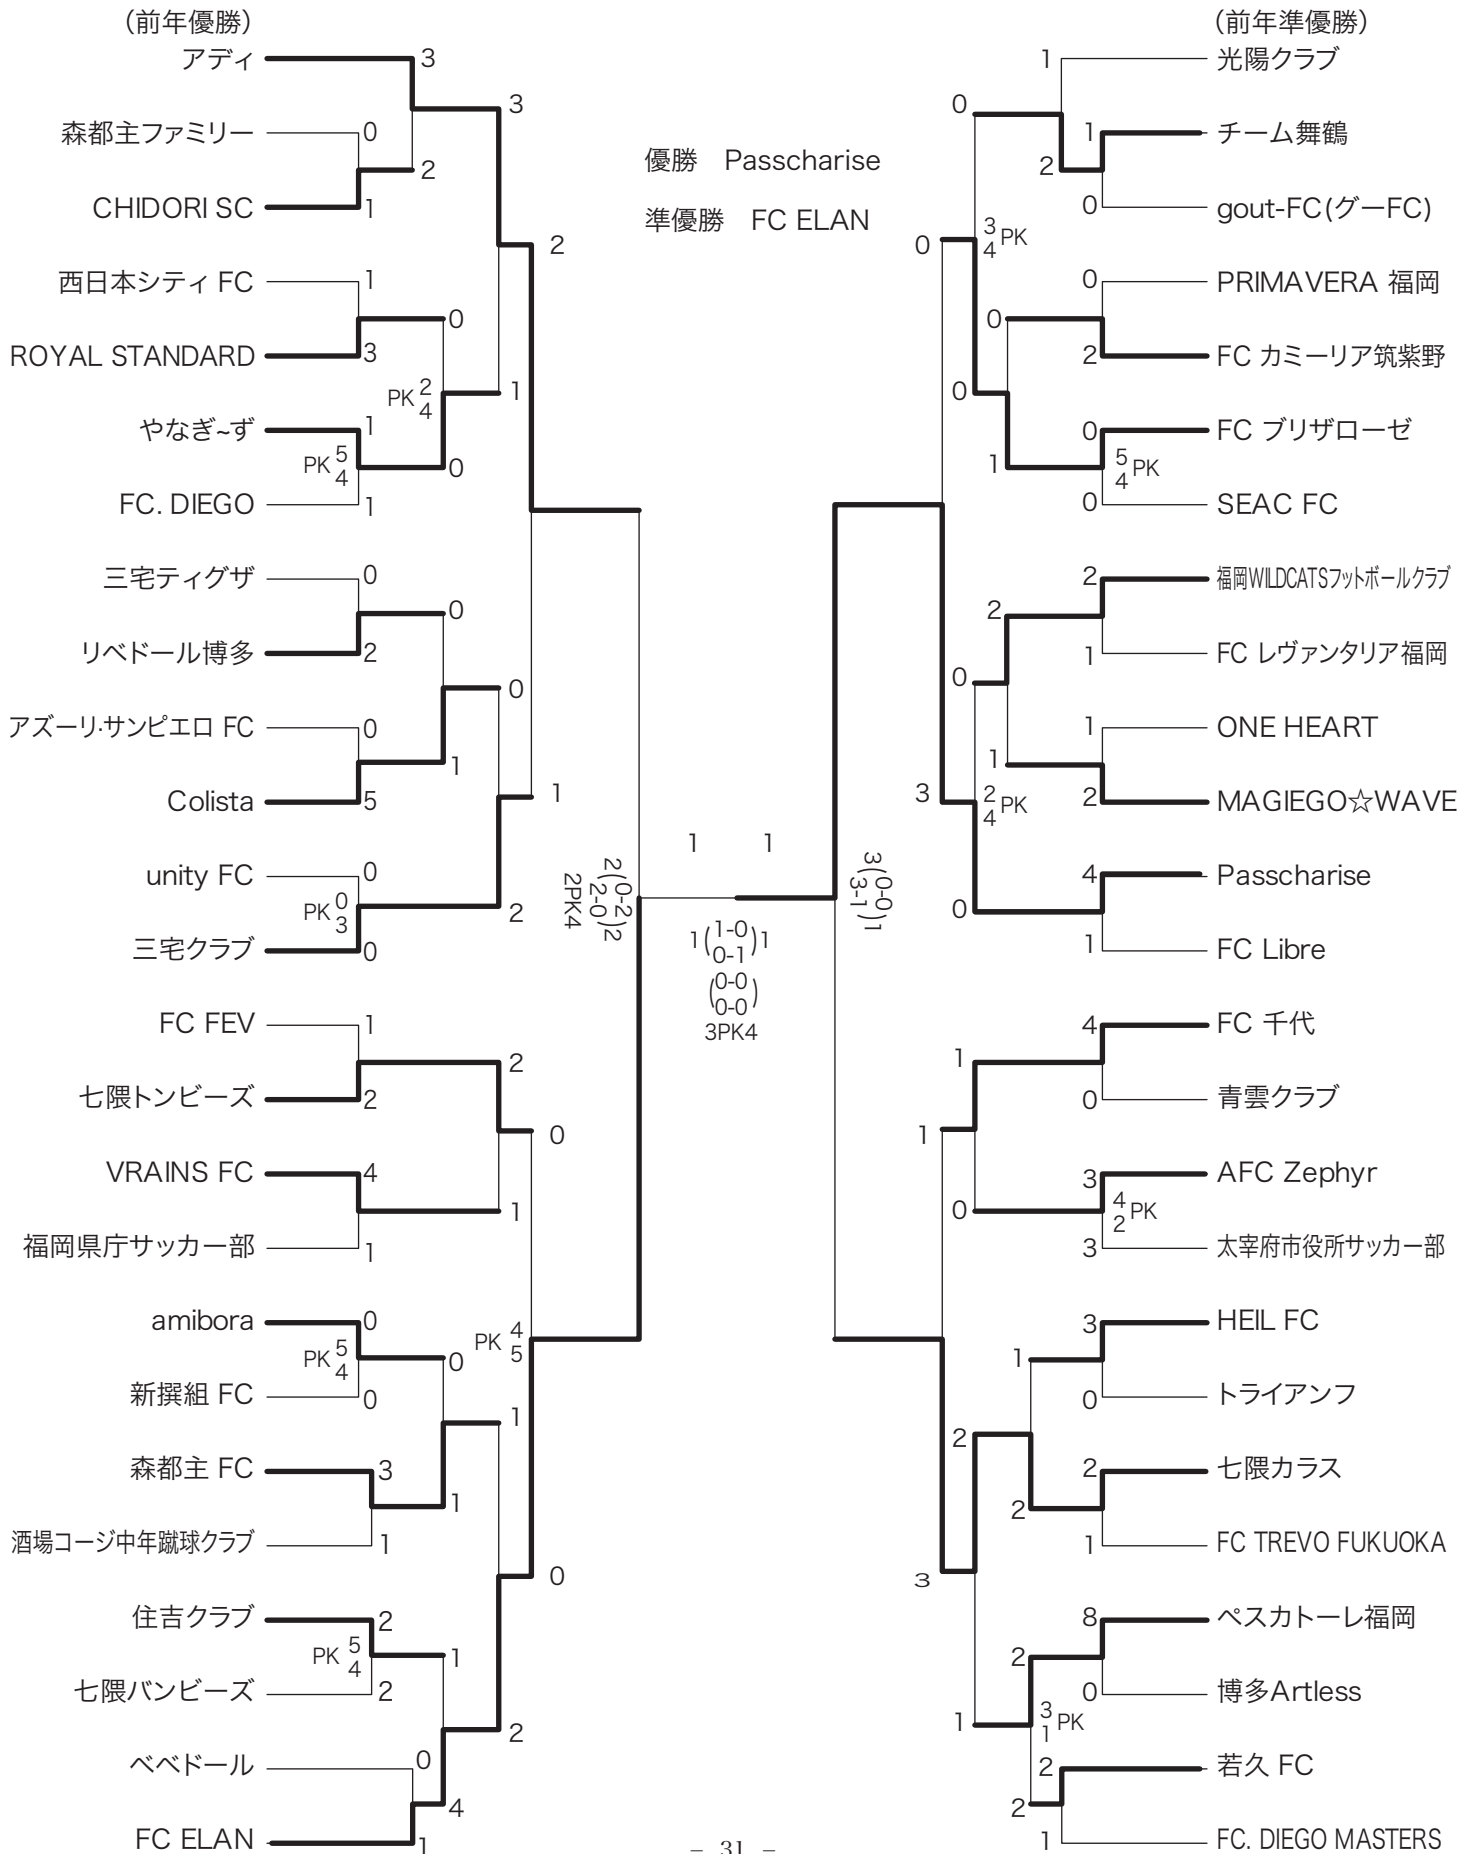 (前年優勝)
アディ
3
3
森都主ファミリー
0
2
CHIDORI SC
1
2
西日本シティ FC
1
0
ROYAL STANDARD
3
PK 2
4
1
やなぎ~ず
1
PK 5
4
0
FC. DIEGO
1
三宅ティグザ
0
0
リベドール博多
2
0
アズーリ・サンピエロ FC
0
1
Colista
5
1
unity FC
0
PK 0
3
2
三宅クラブ
0
FC FEV
1
2
七隈トンビーズ
2
0
VRAINS FC
4
1
福岡県庁サッカー部
1
amibora
0
PK 5
4
0
新撰組 FC
0
PK 4
5
1
森都主 FC
3
1
酒場コージ中年蹴球クラブ
1
0
住吉クラブ
2
PK 5
4
1
七隈バンビーズ
2
2
ベベドール
0
4
FC ELAN
1
優勝 Passcharise
準優勝 FC ELAN
2(0-2
2-0)2
2PK4
1 1
1(1-0
0-1)1
(0-0
0-0)
3PK4
3(0-0
3-1)1
(前年準優勝)
1
光陽クラブ
0
1
チーム舞鶴
2
0
gout-FC(グーFC)
0
3
4 PK
0
PRIMAVERA 福岡
0
2
FC カミーリア筑紫野
0
0
FC ブリザローゼ
1
5
4 PK
0
SEAC FC
2
福岡WILDCATSフットボールクラブ
2
1
FC レヴァンタリア福岡
0
1
ONE HEART
1
2
MAGIEGO☆WAVE
3
2
4 PK
4
Passcharise
0
1
FC Libre
4
FC 千代
1
0
青雲クラブ
1
3
AFC Zephyr
0
4
2 PK
3
太宰府市役所サッカー部
3
HEIL FC
1
0
トライアンフ
2
2
七隈カラス
2
1
FC TREVO FUKUOKA
3
8
ペスカトーレ福岡
2
0
博多Artless
1
3
1 PK
2
若久 FC
2
1
FC. DIEGO MASTERS
– 31 –